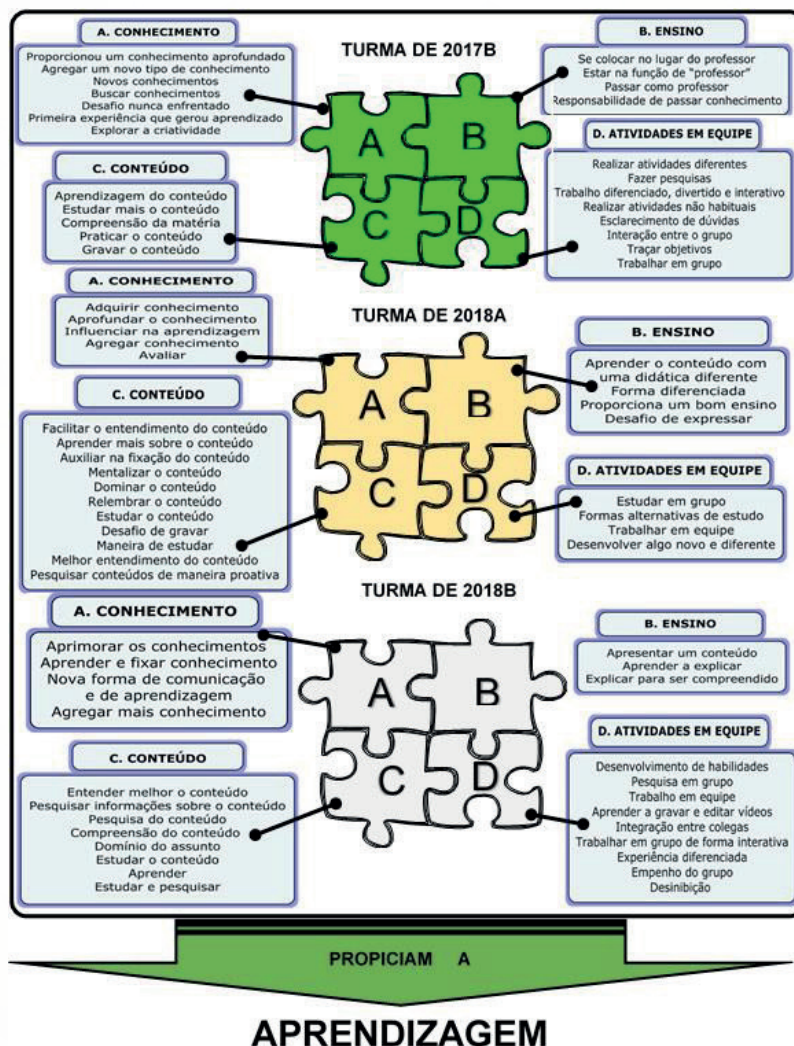 TURMA DE 2017B
A. CONHECIMENTO
Proporcionou um conhecimento aprofundado
Agregar um novo tipo de conhecimento
Novos conhecimentos
Buscar conhecimentos
Desafio nunca enfrentado
Primeira experiência que gerou aprendizado
Explorar a criatividade
B. ENSINO
Se colocar no lugar do professor
Estar na função de “professor”
Passar como professor
Responsabilidade de passar conhecimento
A
B
C
D
C. CONTEÚDO
Aprendizagem do conteúdo
Estudar mais o conteúdo
Compreensão da matéria
Praticar o conteúdo
Gravar o conteúdo
D. ATIVIDADES EM EQUIPE
Realizar atividades diferentes
Fazer pesquisas
Trabalho diferenciado, divertido e interativo
Realizar atividades não habituais
Esclarecimento de dúvidas
Interação entre o grupo
Traçar objetivos
Trabalhar em grupo
TURMA DE 2018A
A. CONHECIMENTO
Adquirir conhecimento
Aprofundar o conhecimento
Influenciar na aprendizagem
Agregar conhecimento
Avaliar
B. ENSINO
Aprender o conteúdo com
uma didática diferente
Forma diferenciada
Proporciona um bom ensino
Desafio de expressar
A
B
C
D
C. CONTEÚDO
Facilitar o entendimento do conteúdo
Aprender mais sobre o conteúdo
Auxiliar na fixação do conteúdo
Mentalizar o conteúdo
Dominar o conteúdo
Relembrar o conteúdo
Estudar o conteúdo
Desafio de gravar
Maneira de estudar
Melhor entendimento do conteúdo
Pesquisar conteúdos de maneira proativa
D. ATIVIDADES EM EQUIPE
Estudar em grupo
Formas alternativas de estudo
Trabalhar em equipe
Desenvolver algo novo e diferente
TURMA DE 2018B
A. CONHECIMENTO
Aprimorar os conhecimentos
Aprender e fixar conhecimento
Nova forma de comunicação
e de aprendizagem
Agregar mais conhecimento
B. ENSINO
Apresentar um conteúdo
Aprender a explicar
Explicar para ser compreendido
A
B
C
D
C. CONTEÚDO
Entender melhor o conteúdo
Pesquisar informações sobre o conteúdo
Pesquisa do conteúdo
Compreensão do conteúdo
Domínio do assunto
Estudar o conteúdo
Aprender
Estudar e pesquisar
D. ATIVIDADES EM EQUIPE
Desenvolvimento de habilidades
Pesquisa em grupo
Trabalho em equipe
Aprender a gravar e editar vídeos
Integração entre colegas
Trabalhar em grupo de forma interativa
Experiência diferenciada
Empenho do grupo
Desinibição
PROPICIAM A
APRENDIZAGEM